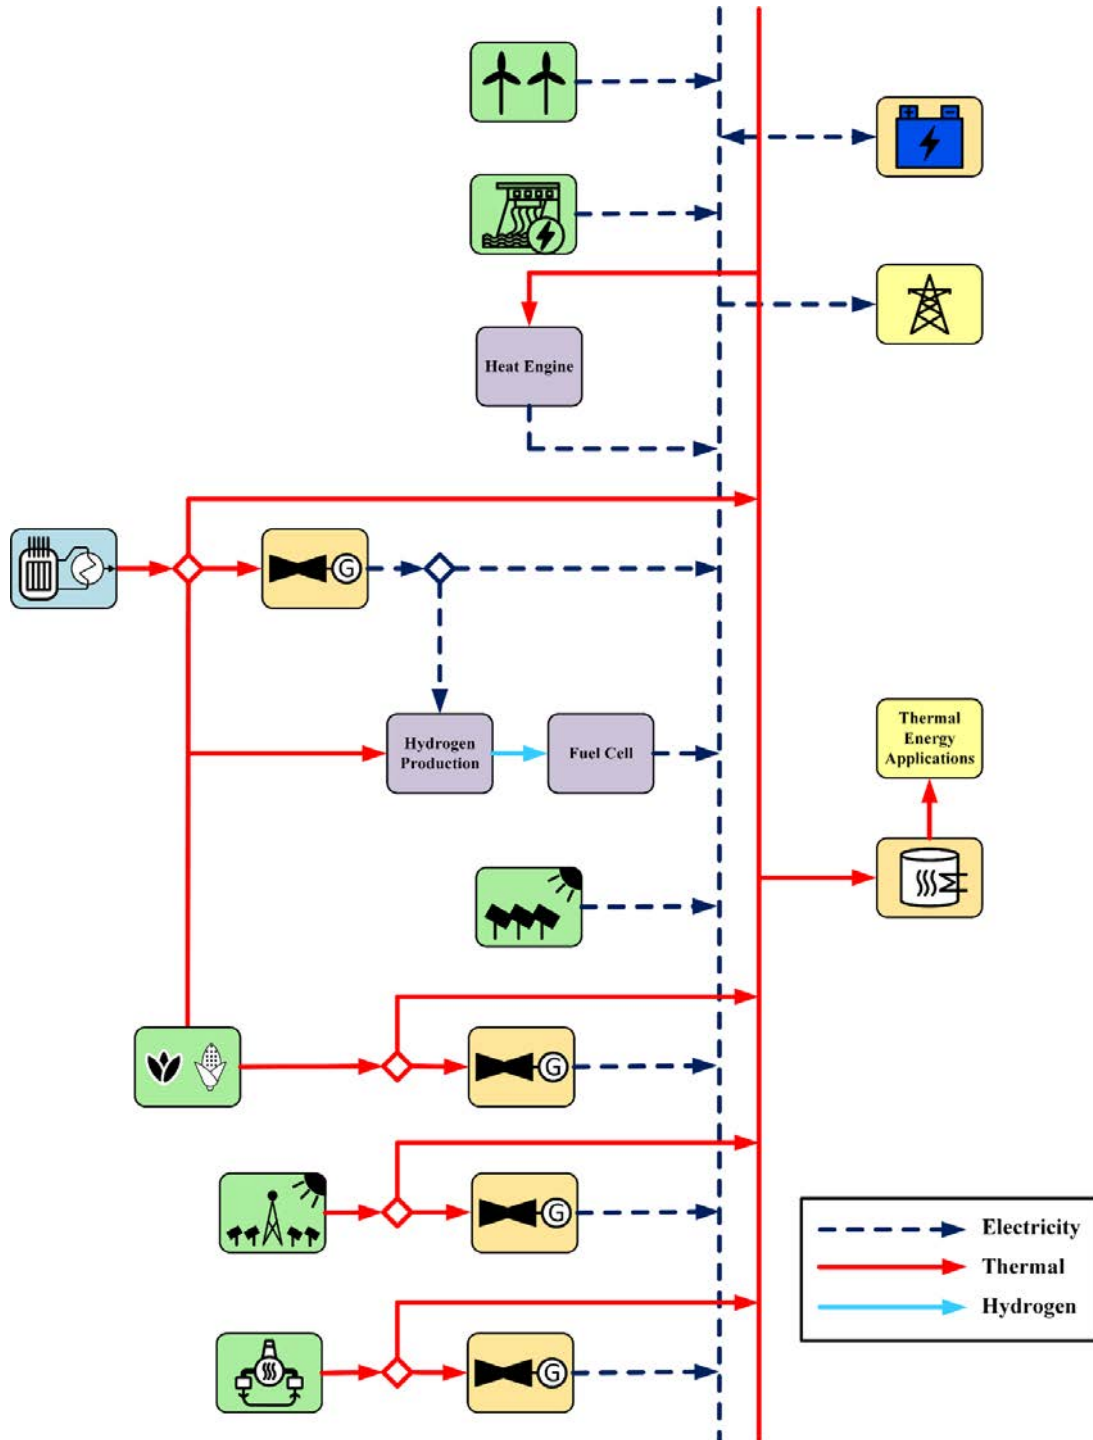 + −
Heat Engine
G
Hydrogen
Production
Fuel Cell
Thermal
Energy
Applications
G
G
G
Electricity
Thermal
Hydrogen